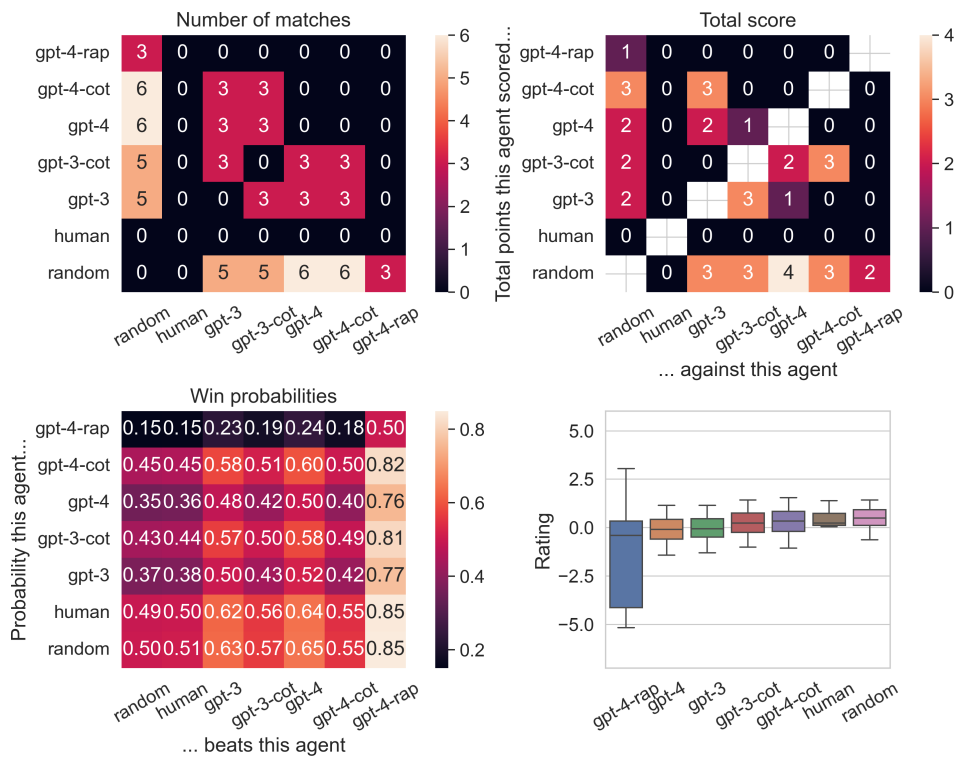 Number of matches
gpt-4-rap 3 0 0 0 0 0 0
gpt-4-cot 6 0 3 3 0 0 0
gpt-4 6 0 3 3 0 0 0
gpt-3-cot 5 0 3 0 3 3 0
gpt-3 5 0 0 3 3 3 0
human 0 0 0 0 0 0 0
random 0 0 5 5 6 6 3
random human gpt-3 gpt-3-cot gpt-4 gpt-4-cot gpt-4-rap
6
5
4
3
2
1
0
Total score
Total points this agent scored...
gpt-4-rap 1 0 0 0 0 0
gpt-4-cot 3 0 3 0 0 0
gpt-4 2 0 2 1 0 0
gpt-3-cot 2 0 0 2 3 0
gpt-3 2 0 3 1 0 0
human 0 0 0 0 0 0
random 0 3 3 4 3 2
random human gpt-3 gpt-3-cot gpt-4 gpt-4-cot gpt-4-rap
... against this agent
4
3
2
1
0
Win probabilities
Probability this agent...
gpt-4-rap 0.15 0.15 0.23 0.19 0.24 0.18 0.50
gpt-4-cot 0.45 0.45 0.58 0.51 0.60 0.50 0.82
gpt-4 0.35 0.36 0.48 0.42 0.50 0.40 0.76
gpt-3-cot 0.43 0.44 0.57 0.50 0.58 0.49 0.81
gpt-3 0.37 0.38 0.50 0.43 0.52 0.42 0.77
human 0.49 0.50 0.62 0.56 0.64 0.55 0.85
random 0.50 0.51 0.63 0.57 0.65 0.55 0.85
random human gpt-3 gpt-3-cot gpt-4 gpt-4-cot gpt-4-rap
... beats this agent
0.8
0.6
0.4
0.2
Rating
5.0
2.5
0.0
−2.5
−5.0
gpt-4-rap gpt-4 gpt-3 gpt-3-cot gpt-4-cot human random